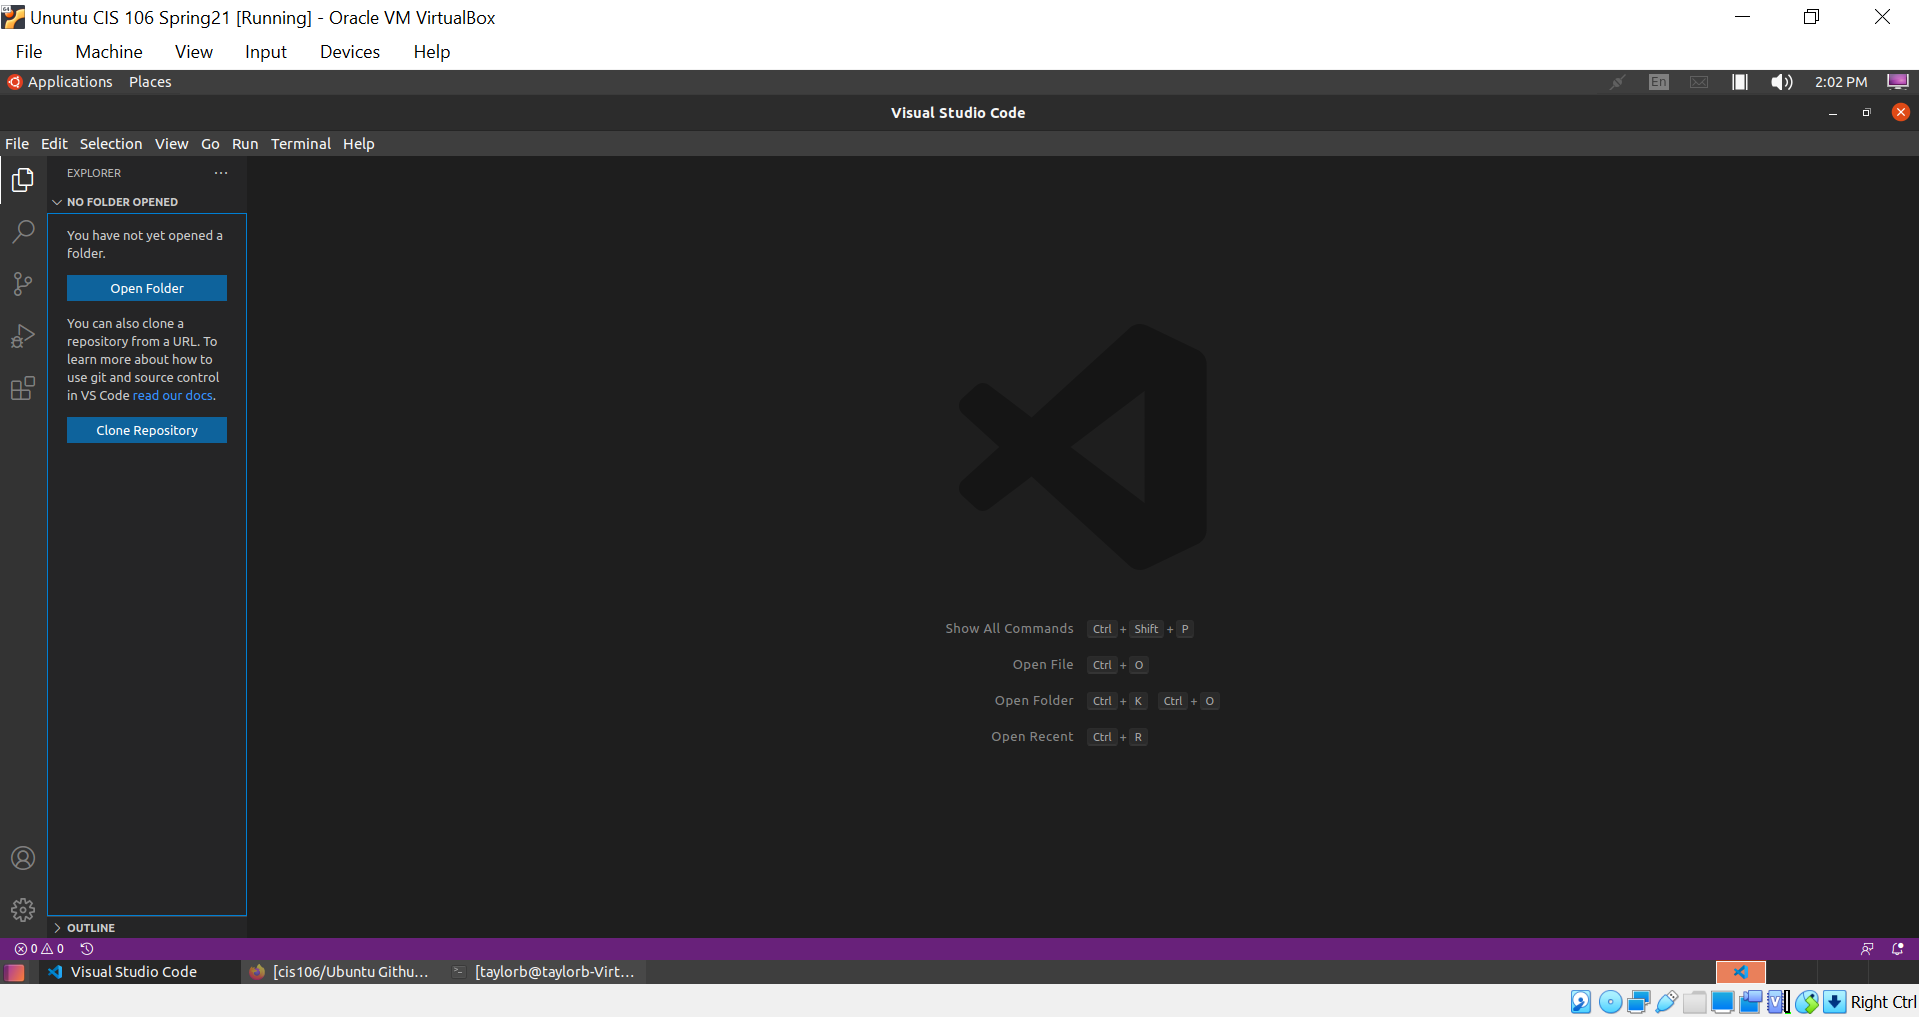 Ununtu CIS 106 Spring21 [Running] - Oracle VM VirtualBox
File Machine View Input Devices Help
Applications Places En 2:02 PM
Visual Studio Code
File Edit Selection View Go Run Terminal Help
EXPLORER
NO FOLDER OPENED
You have not yet opened a
folder.
Open Folder
You can also clone a
repository from a URL. To
learn more about how to
use git and source control
in VS Code read our docs.
Clone Repository
Show All Commands Ctrl + Shift + P
Open File Ctrl + O
Open Folder Ctrl + K Ctrl + O
Open Recent Ctrl + R
OUTLINE
0 0
Visual Studio Code [cis106/Ubuntu Githu... [taylorb@taylorb-Virt...
Right Ctrl